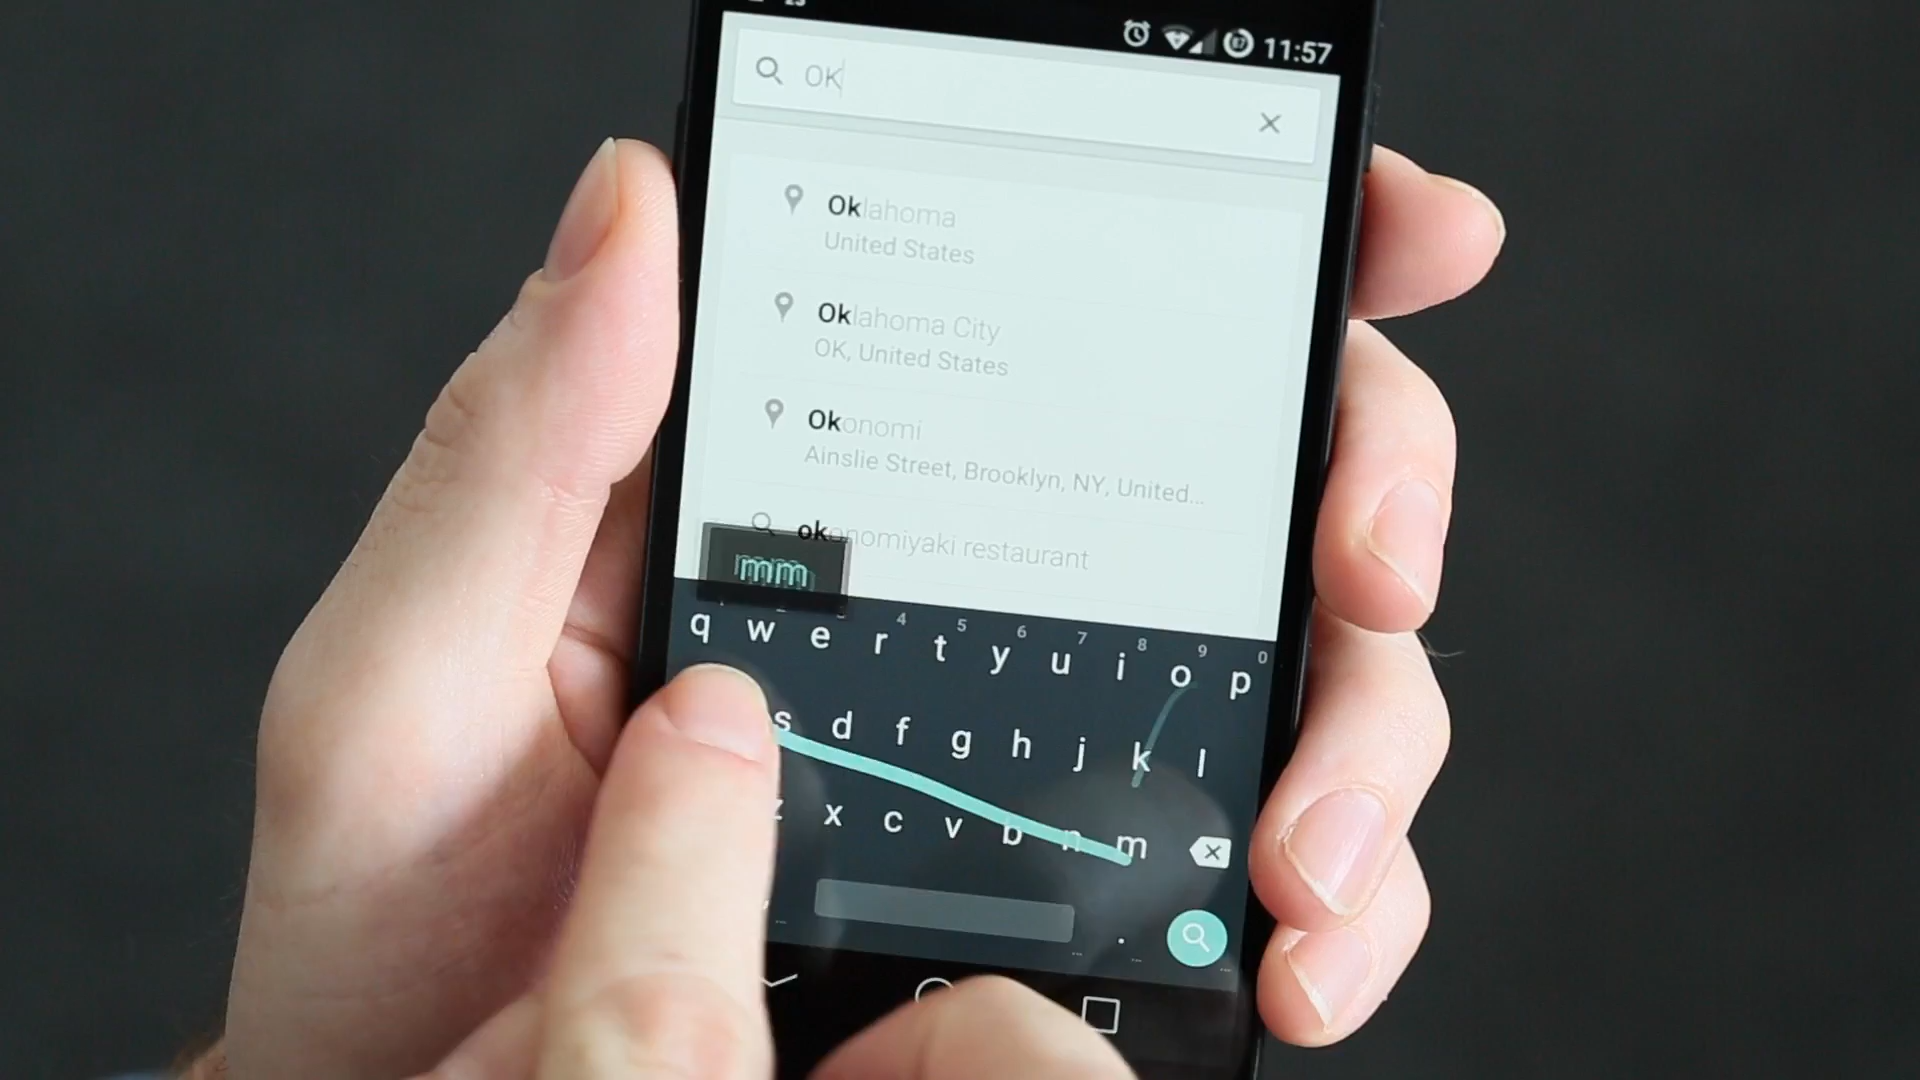 11:57
OK
Oklahoma
United States
Oklahoma City
OK, United States
Okonomi
Ainslie Street, Brooklyn, NY, United...
okonomiyaki restaurant
mm
4 5 6 7 8 9 0
q w e r t y u i o p
s d f g h j k l
z x c v b n m
.